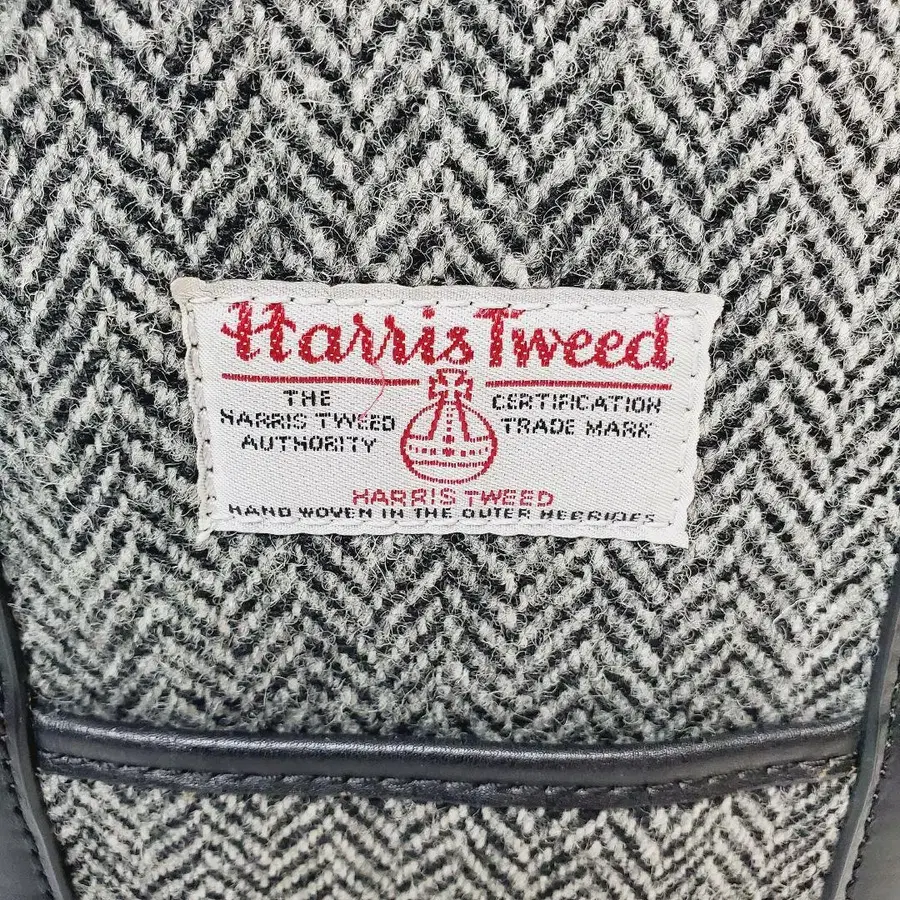 Harris Tweed
THE
HARRIS TWEED
AUTHORITY
CERTIFICATION
TRADE MARK
HARRIS TWEED
HAND WOVEN IN THE OUTER HEBRIDES